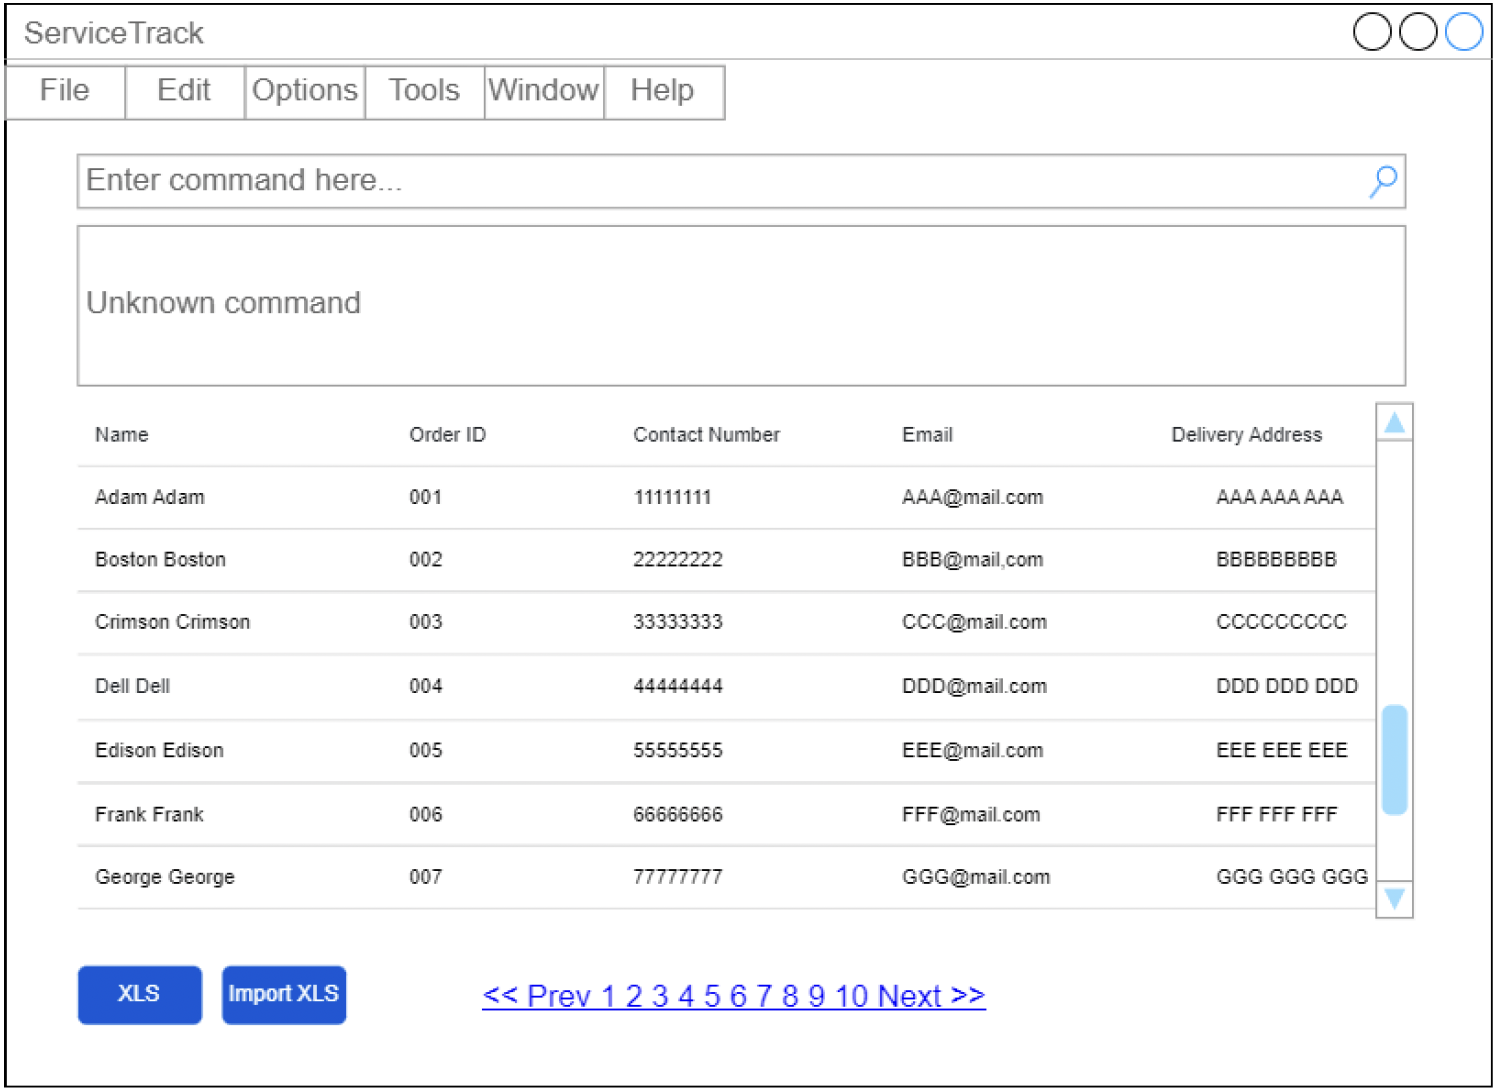 ServiceTrack
File Edit Options Tools Window Help
Enter command here...
Unknown command
Name Order ID Contact Number Email Delivery Address
Adam Adam 001 11111111 AAA@mail.com AAA AAA AAA
Boston Boston 002 22222222 BBB@mail,com BBBBBBBBB
Crimson Crimson 003 33333333 CCC@mail.com CCCCCCCCC
Dell Dell 004 44444444 DDD@mail.com DDD DDD DDD
Edison Edison 005 55555555 EEE@mail.com EEE EEE EEE
Frank Frank 006 66666666 FFF@mail.com FFF FFF FFF
George George 007 77777777 GGG@mail.com GGG GGG GGG
XLS Import XLS << Prev 1 2 3 4 5 6 7 8 9 10 Next >>